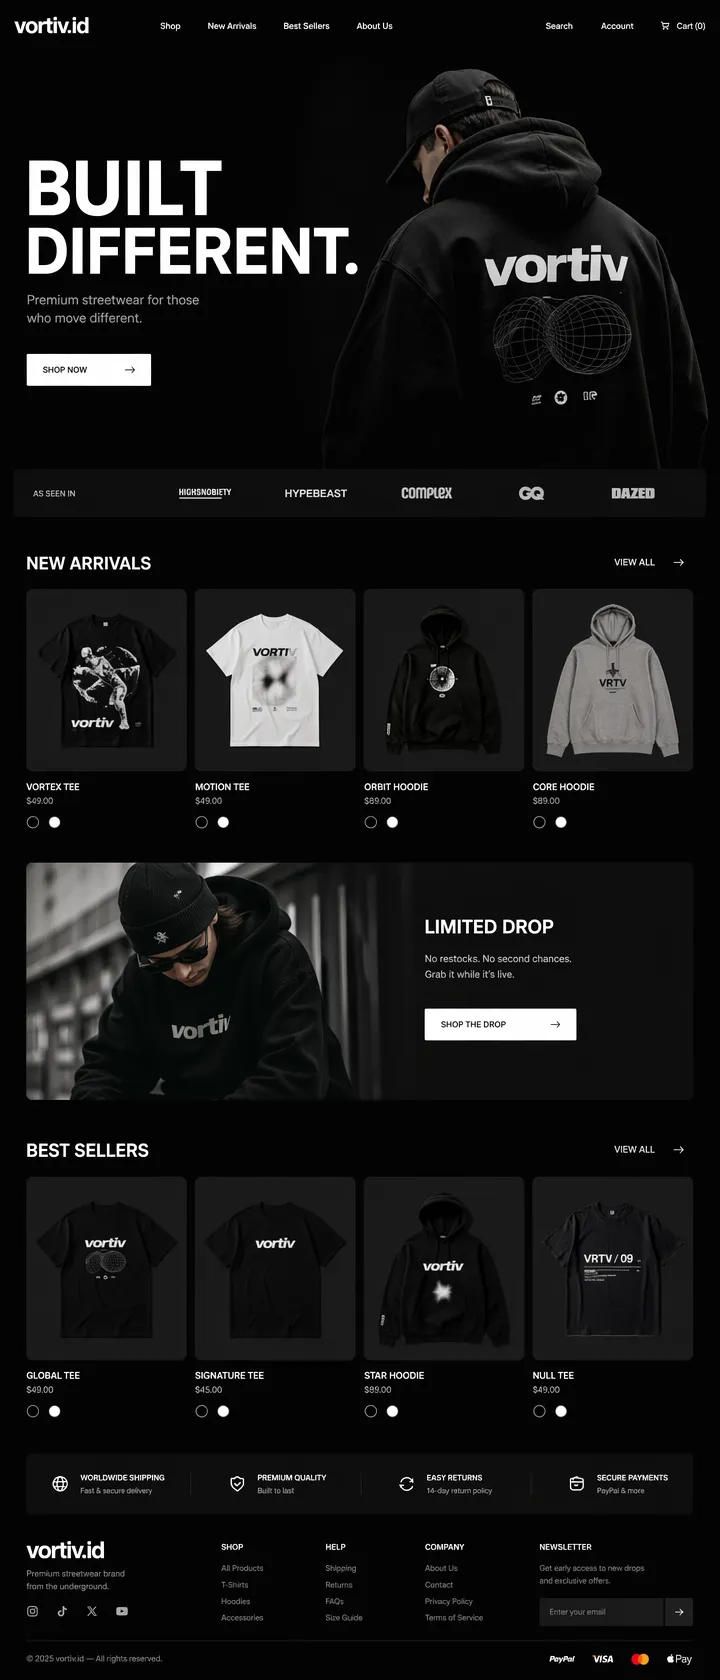 vortiv.id
Shop New Arrivals Best Sellers About Us Search Account Cart (0)
BUILT
DIFFERENT.
Premium streetwear for those
who move different.
SHOP NOW
vortiv
AS SEEN IN HIGHSNOBIETY HYPEBEAST COMPLEX GQ DAZED
NEW ARRIVALS
VIEW ALL
vortiv
VORTIV
VRTV
VORTEX TEE
$49.00
MOTION TEE
$49.00
ORBIT HOODIE
$89.00
CORE HOODIE
$89.00
vortiv
LIMITED DROP
No restocks. No second chances.
Grab it while it's live.
SHOP THE DROP
BEST SELLERS
VIEW ALL
vortiv
vortiv
vortiv
VRTV / 09
GLOBAL TEE
$49.00
SIGNATURE TEE
$45.00
STAR HOODIE
$89.00
NULL TEE
$49.00
WORLDWIDE SHIPPING
Fast & secure delivery
PREMIUM QUALITY
Built to last
EASY RETURNS
14-day return policy
SECURE PAYMENTS
PayPal & more
vortiv.id
Premium streetwear brand
from the underground.
SHOP
All Products
T-Shirts
Hoodies
Accessories
HELP
Shipping
Returns
FAQs
Size Guide
COMPANY
About Us
Contact
Privacy Policy
Terms of Service
NEWSLETTER
Get early access to new drops
and exclusive offers.
Enter your email
© 2025 vortiv.id — All rights reserved.
PayPal VISA Pay